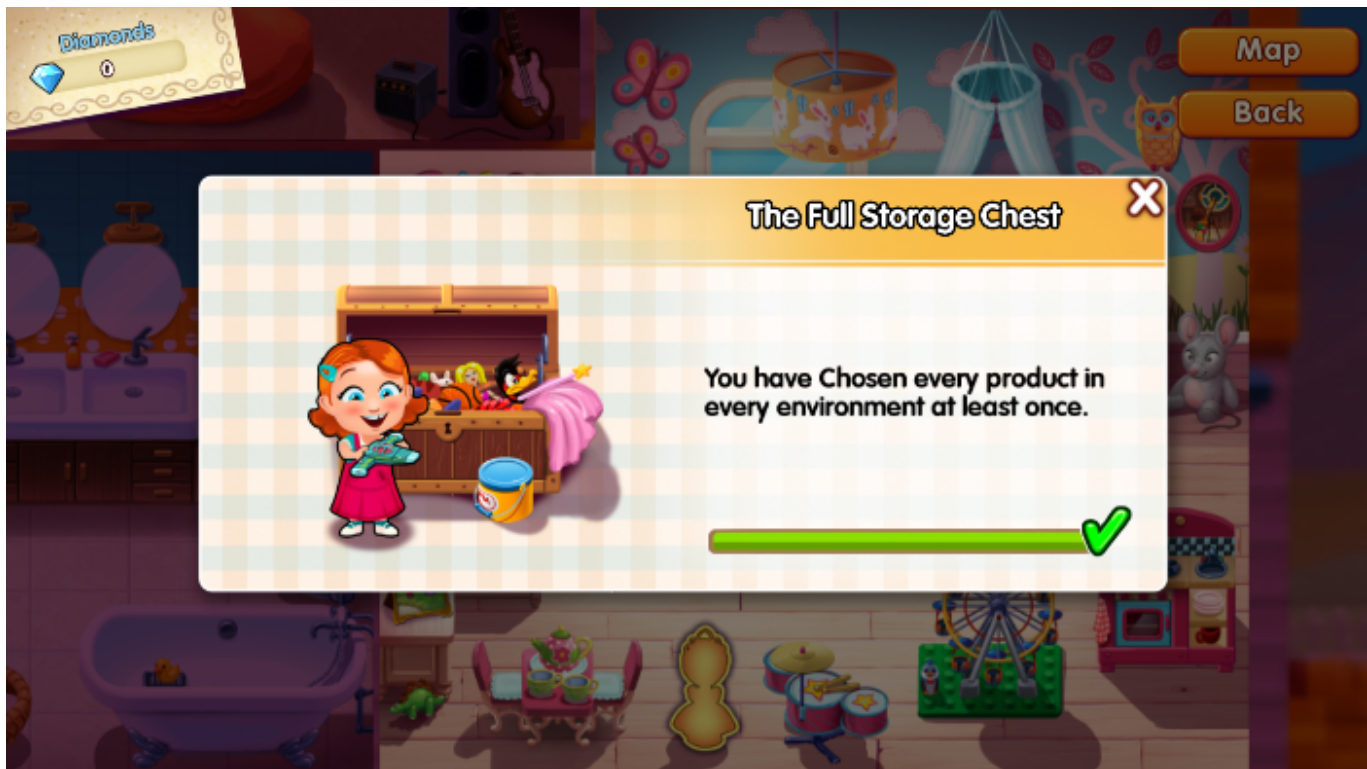 Diamonds
0
Map
Back
The Full Storage Chest
You have Chosen every product in
every environment at least once.